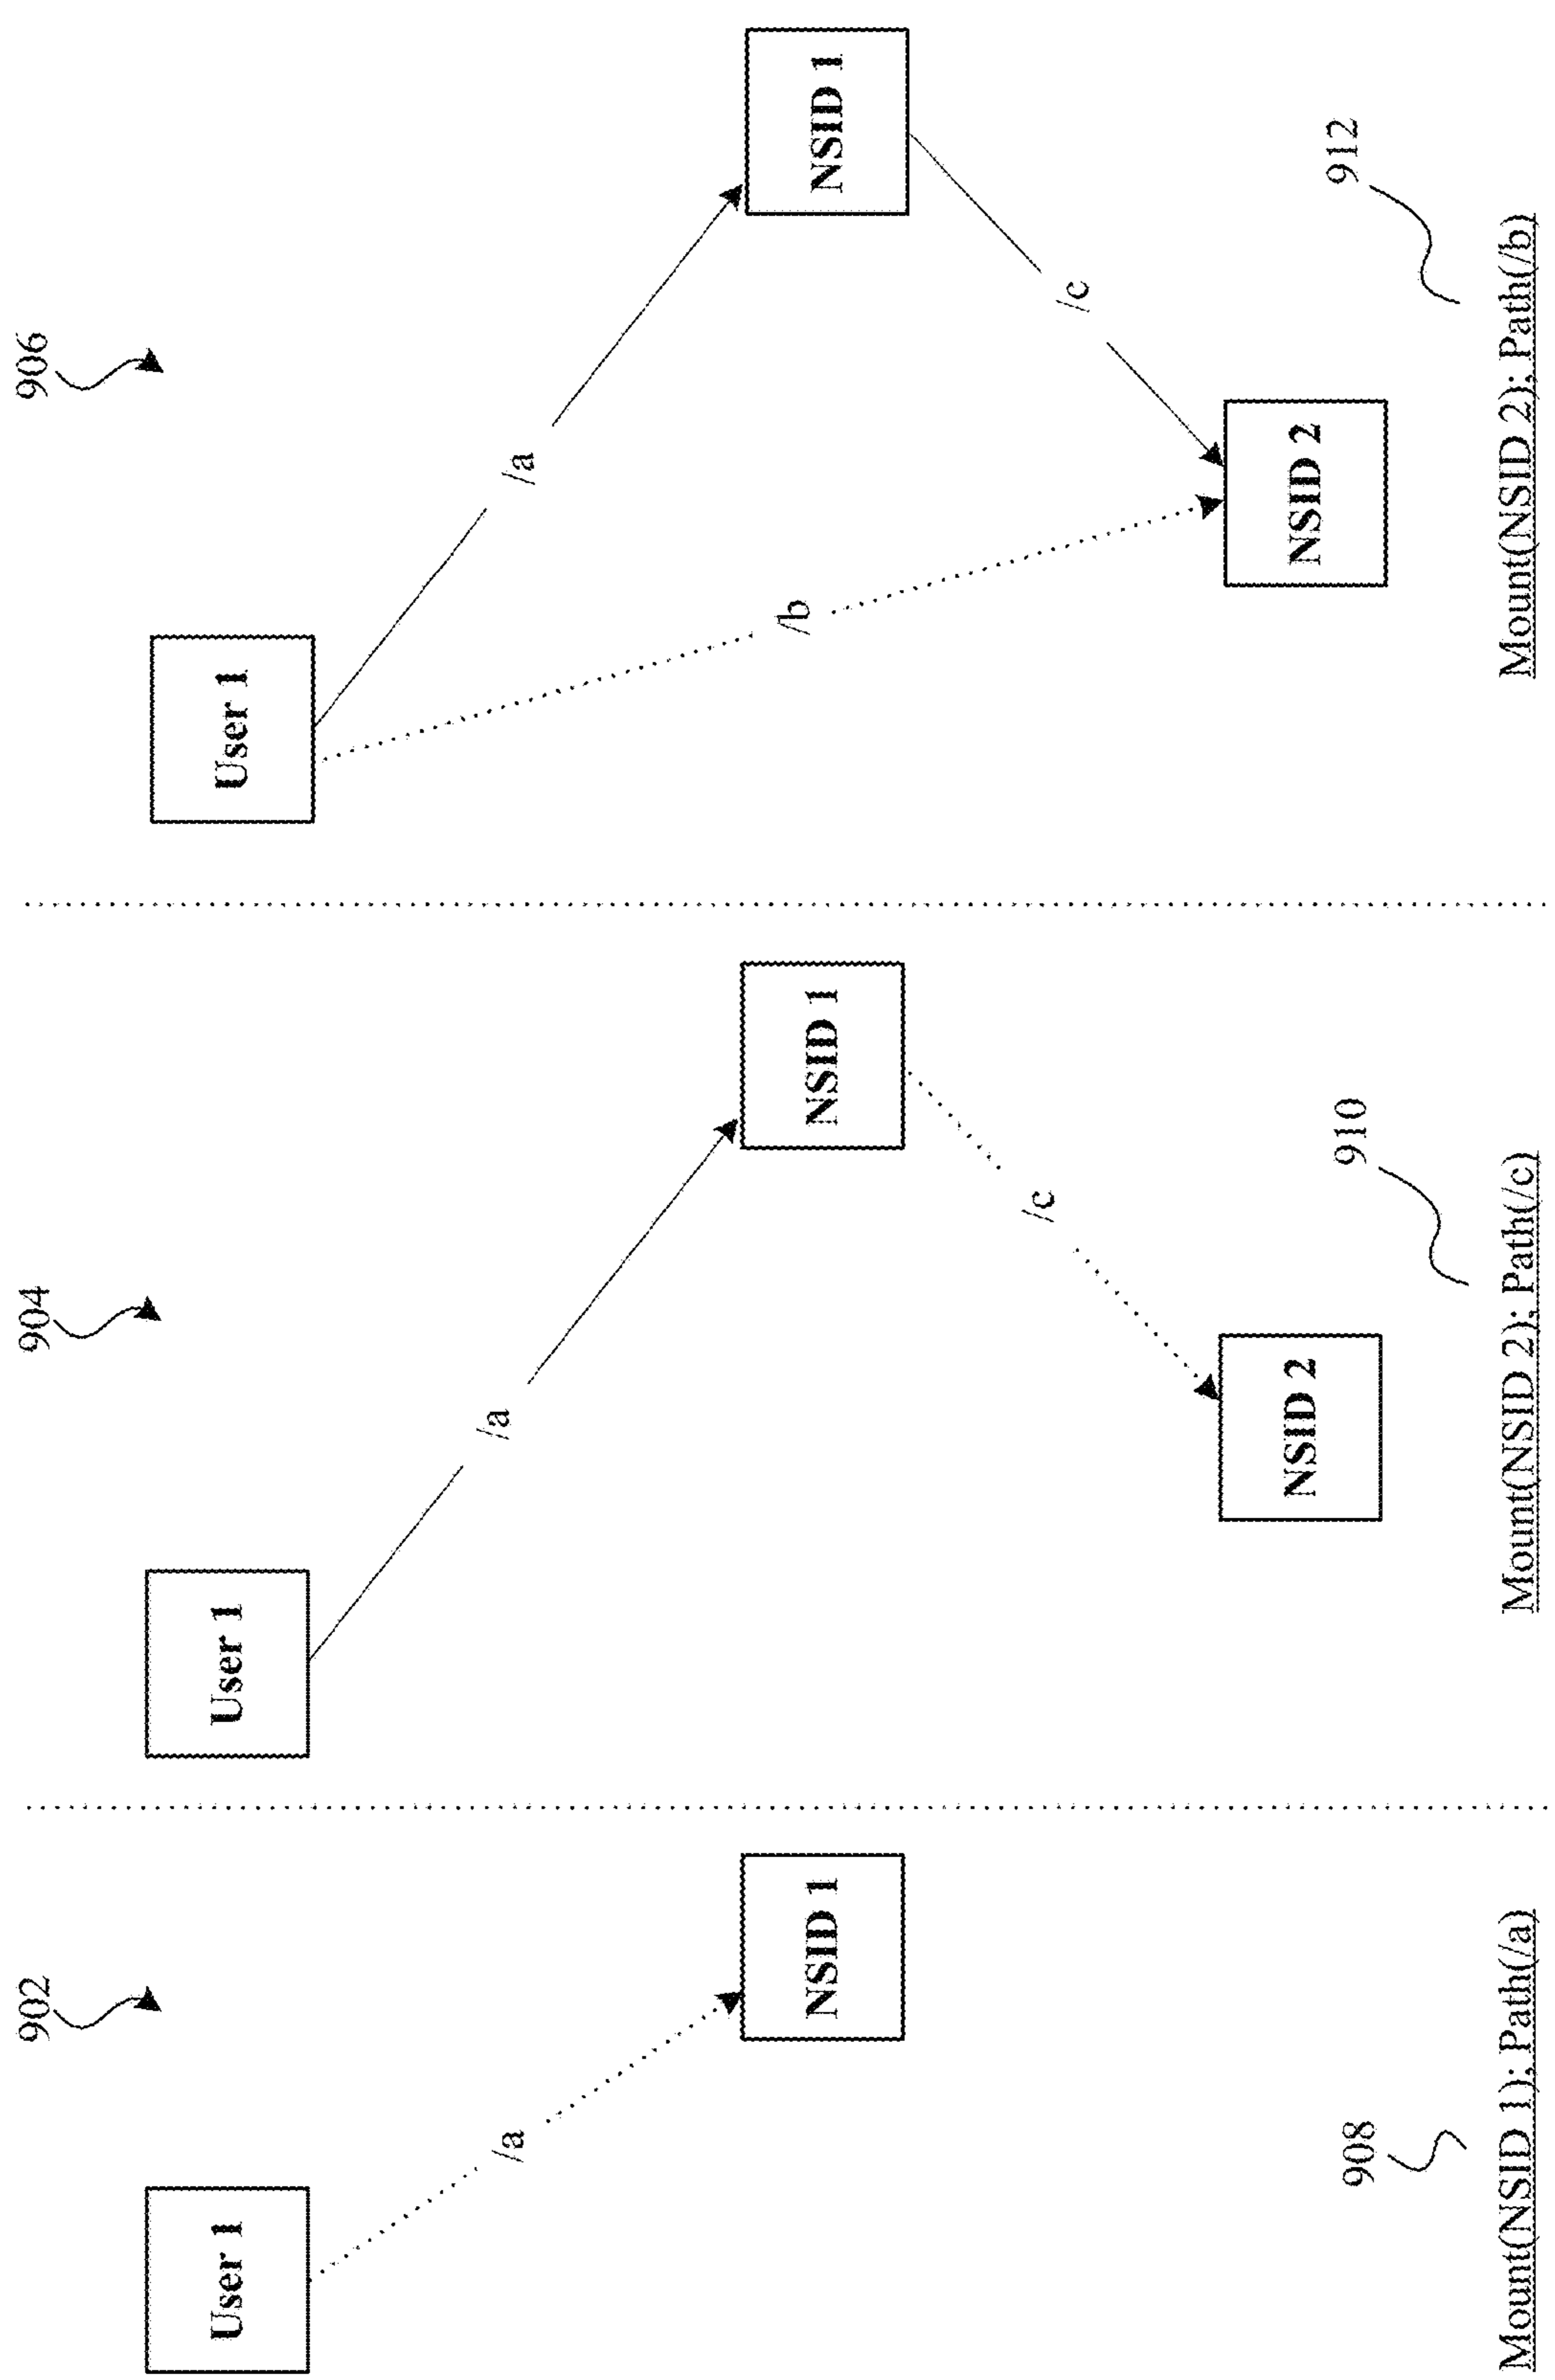 902
User 1
/a
NSID 1
908
Mount(NSID 1); Path(/a)
904
User 1
/a
NSID 1
/c
NSID 2
910
Mount(NSID 2); Path(/c)
906
User 1
/a
NSID 1
/b
/c
NSID 2
912
Mount(NSID 2); Path(/b)